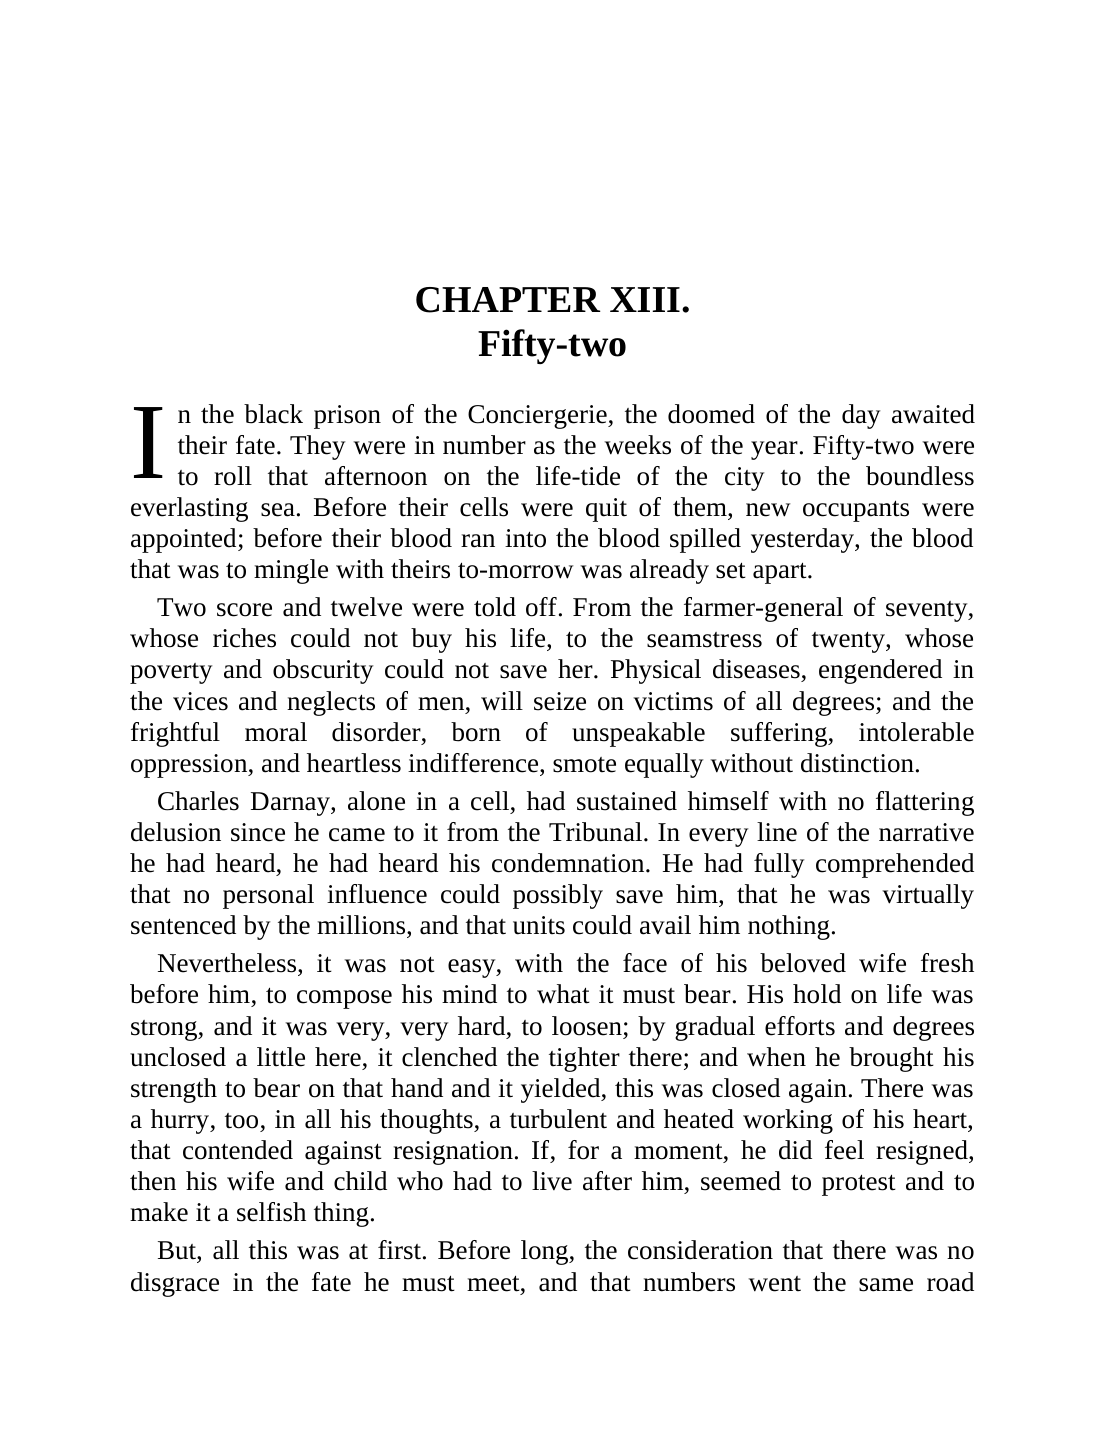 CHAPTER XIII.
Fifty-two
In the black prison of the Conciergerie, the doomed of the day awaited
their fate. They were in number as the weeks of the year. Fifty-two were
to roll that afternoon on the life-tide of the city to the boundless
everlasting sea. Before their cells were quit of them, new occupants were
appointed; before their blood ran into the blood spilled yesterday, the blood
that was to mingle with theirs to-morrow was already set apart.
Two score and twelve were told off. From the farmer-general of seventy,
whose riches could not buy his life, to the seamstress of twenty, whose
poverty and obscurity could not save her. Physical diseases, engendered in
the vices and neglects of men, will seize on victims of all degrees; and the
frightful moral disorder, born of unspeakable suffering, intolerable
oppression, and heartless indifference, smote equally without distinction.
Charles Darnay, alone in a cell, had sustained himself with no flattering
delusion since he came to it from the Tribunal. In every line of the narrative
he had heard, he had heard his condemnation. He had fully comprehended
that no personal influence could possibly save him, that he was virtually
sentenced by the millions, and that units could avail him nothing.
Nevertheless, it was not easy, with the face of his beloved wife fresh
before him, to compose his mind to what it must bear. His hold on life was
strong, and it was very, very hard, to loosen; by gradual efforts and degrees
unclosed a little here, it clenched the tighter there; and when he brought his
strength to bear on that hand and it yielded, this was closed again. There was
a hurry, too, in all his thoughts, a turbulent and heated working of his heart,
that contended against resignation. If, for a moment, he did feel resigned,
then his wife and child who had to live after him, seemed to protest and to
make it a selfish thing.
But, all this was at first. Before long, the consideration that there was no
disgrace in the fate he must meet, and that numbers went the same road